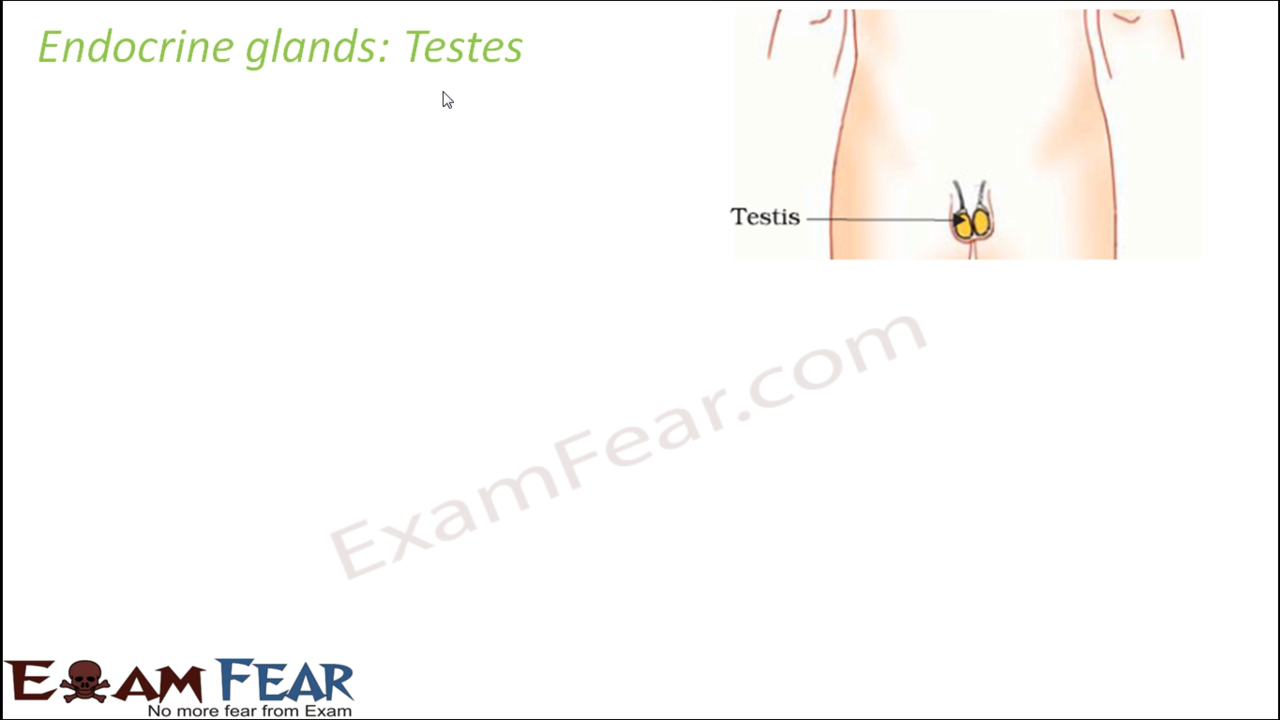 Endocrine glands: Testes
Testis
ExamFear.com
EXAM FEAR
No more fear from Exam